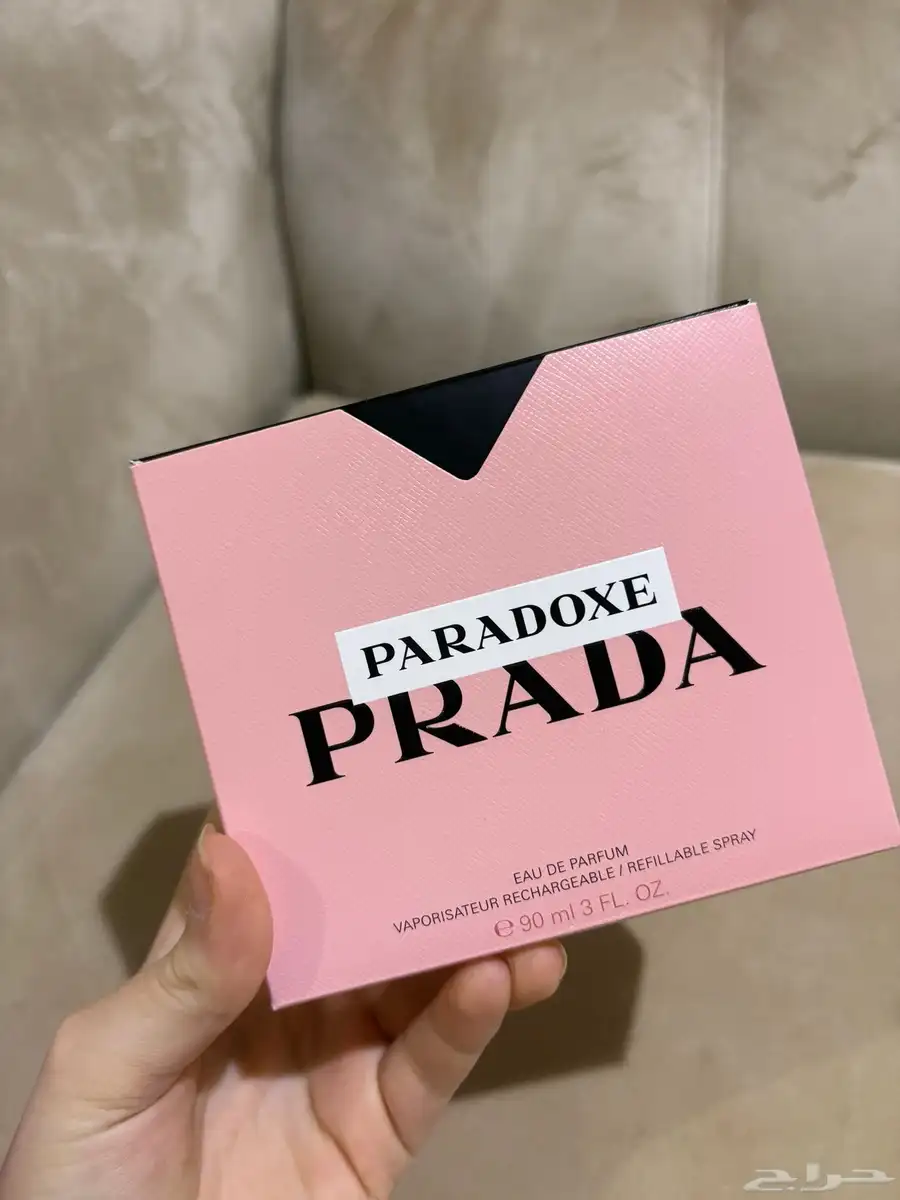 PARADOXE
PRADA
EAU DE PARFUM
VAPORISATEUR RECHARGEABLE / REFILLABLE SPRAY
℮ 90 ml 3 FL. OZ.
حراج